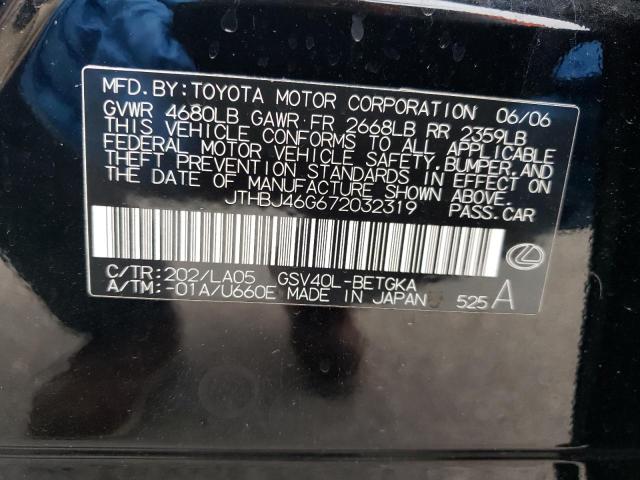 MFD. BY: TOYOTA MOTOR CORPORATION 06/06
GVWR 4680LB GAWR FR 2668LB RR 2359LB
THIS VEHICLE CONFORMS TO ALL APPLICABLE
FEDERAL MOTOR VEHICLE SAFETY, BUMPER, AND
THEFT PREVENTION STANDARDS IN EFFECT ON
THE DATE OF MANUFACTURE SHOWN ABOVE.
JTHBJ46G672032319 PASS. CAR
C/TR: 202/LA05 GSV40L-BETGKA
A/TM: -01A/U660E MADE IN JAPAN 525 A